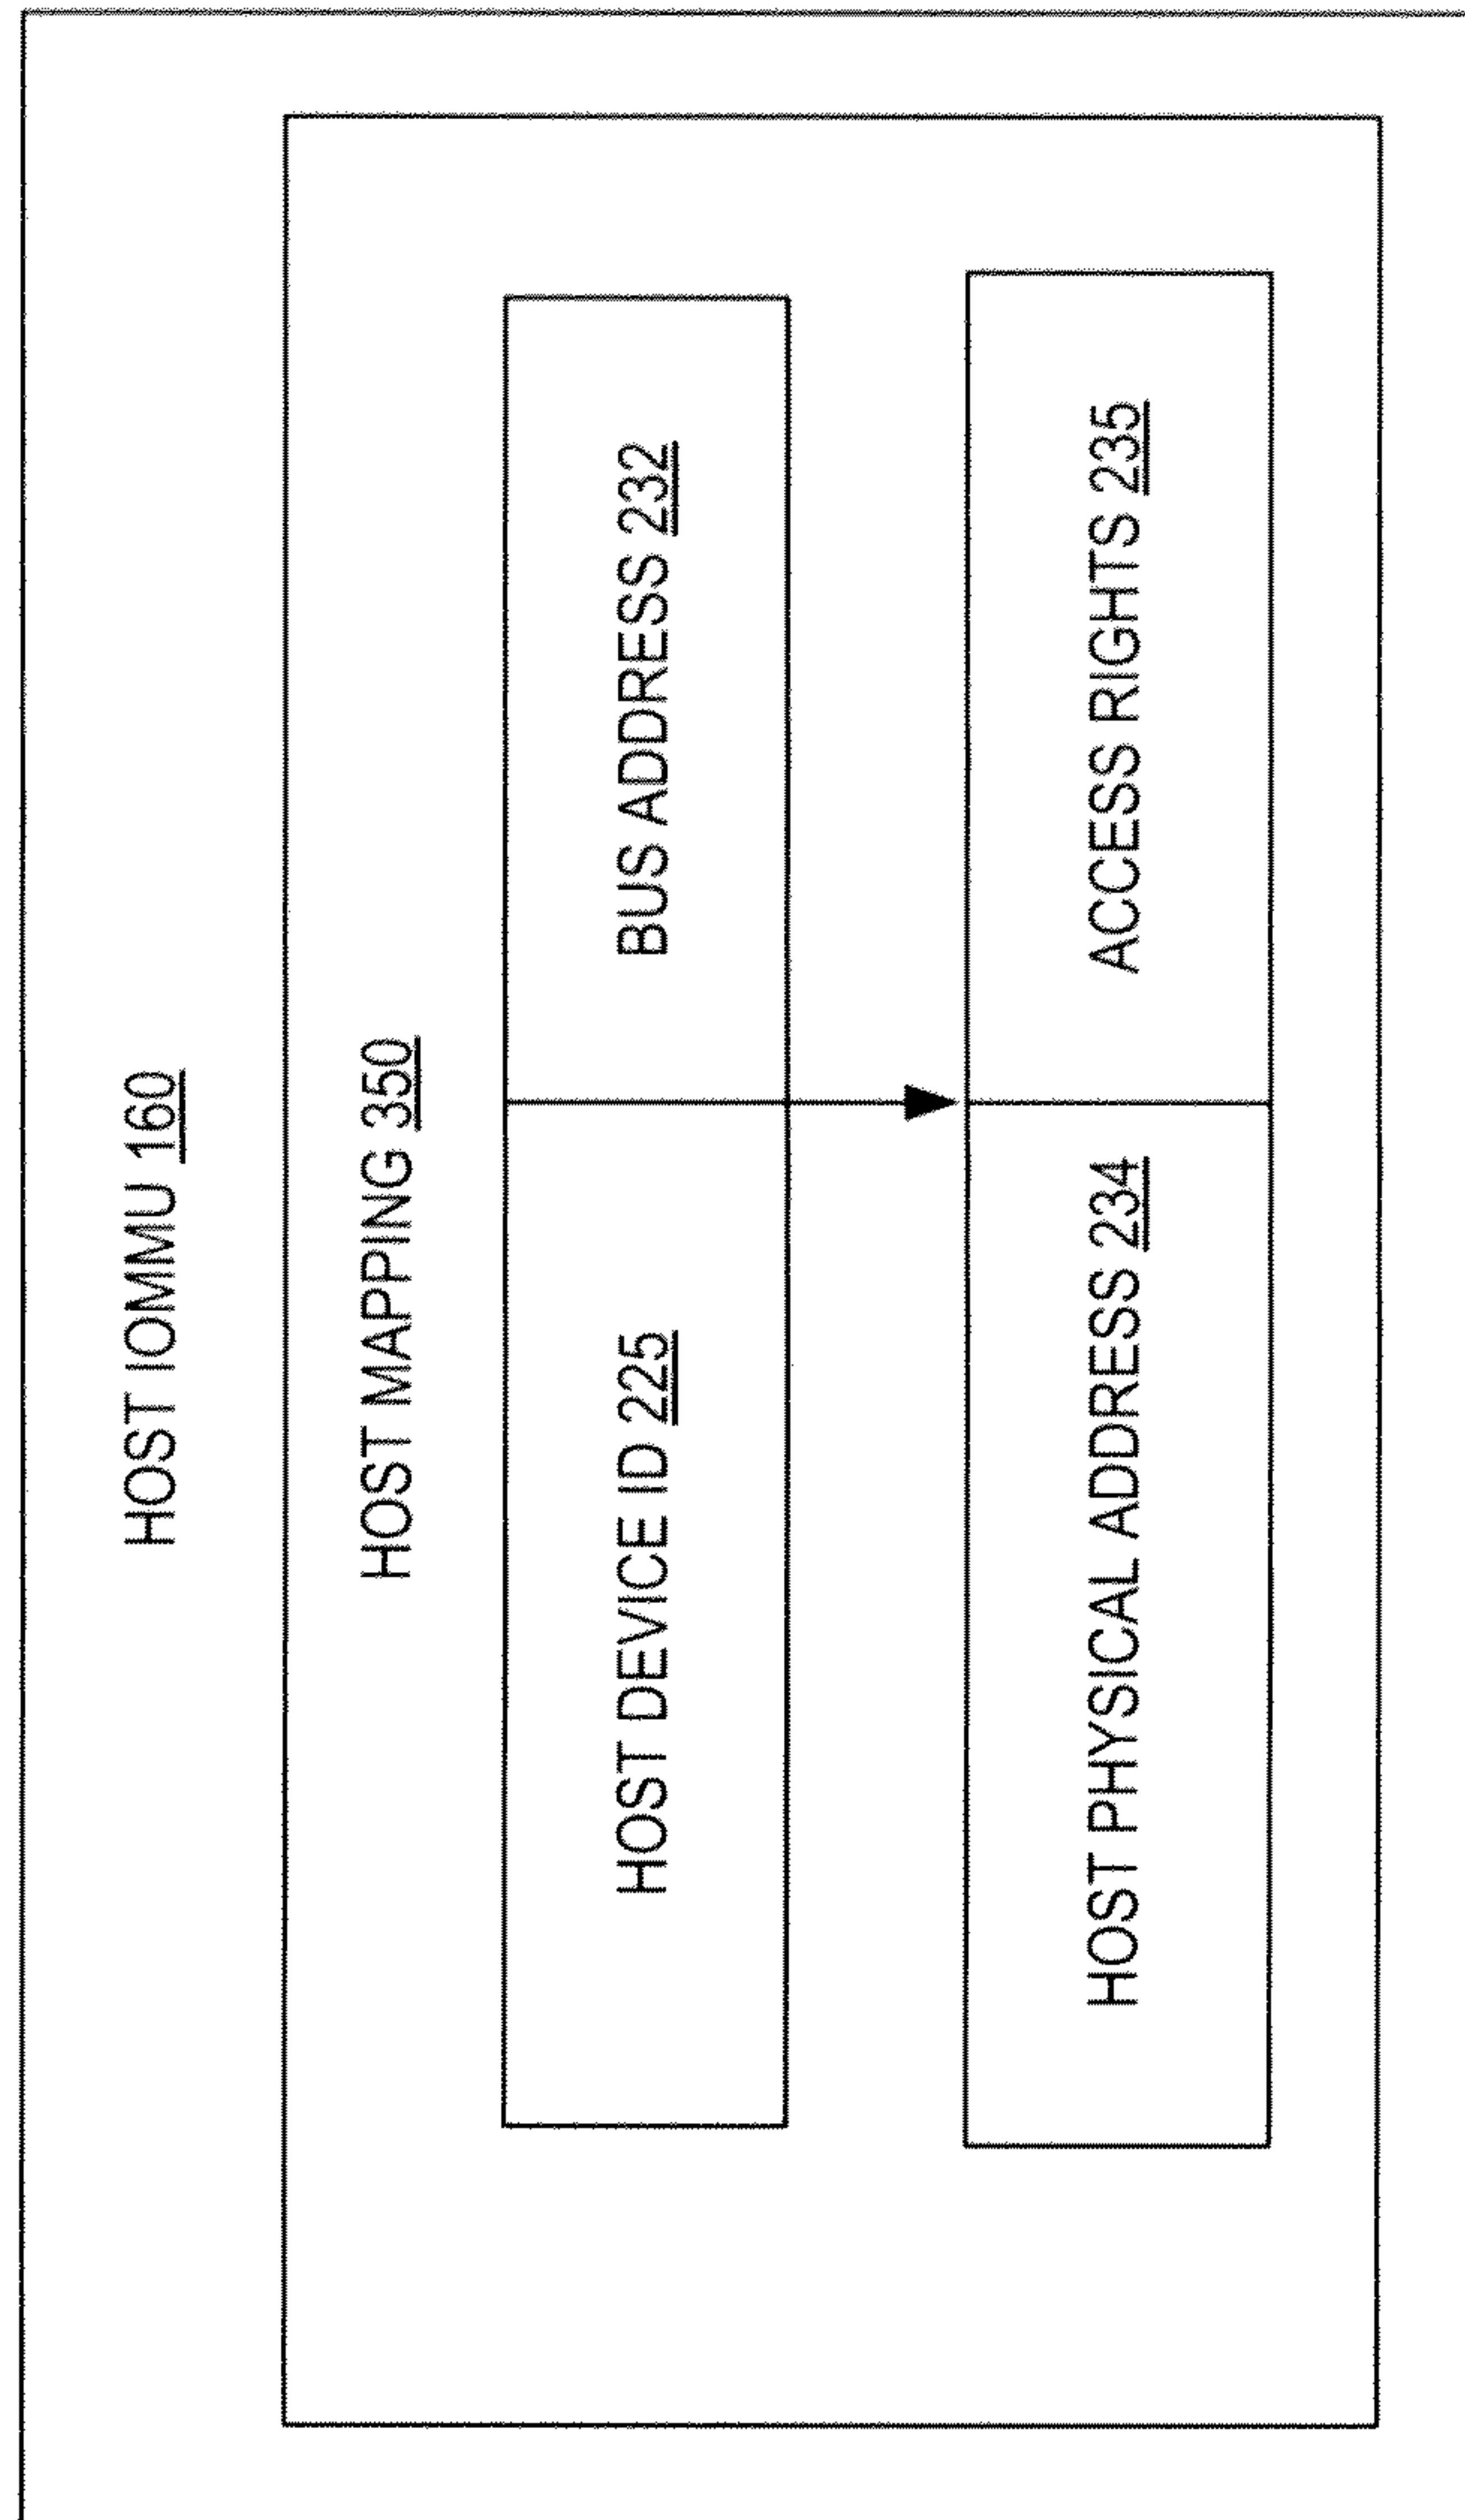 HOST IOMMU 160
HOST MAPPING 350
HOST DEVICE ID 225
BUS ADDRESS 232
HOST PHYSICAL ADDRESS 234
ACCESS RIGHTS 235